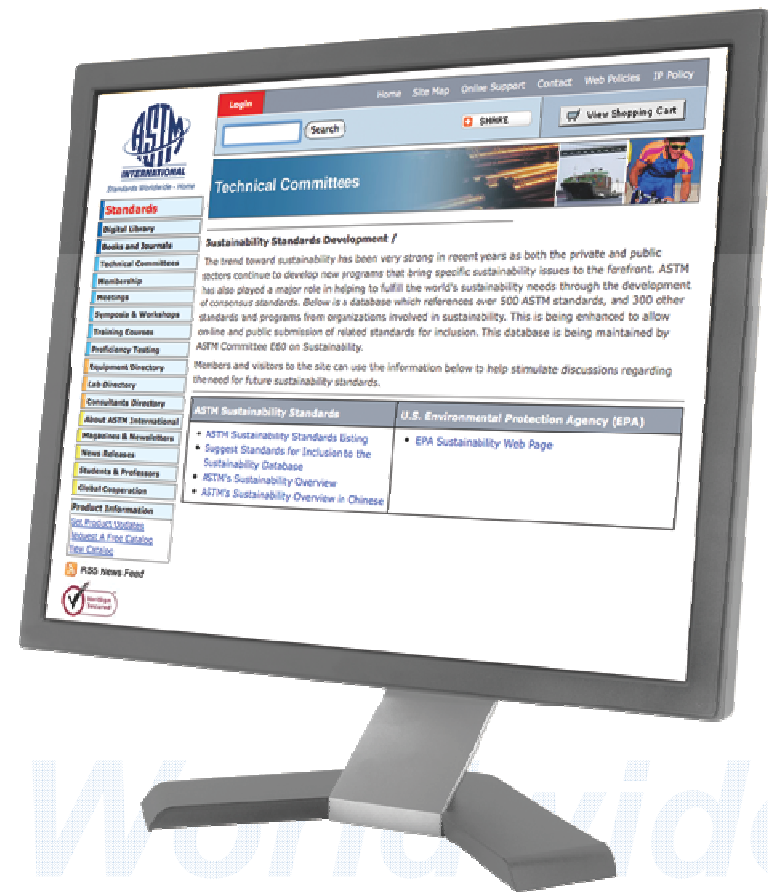 Login
Home Site Map Online Support Contact Web Policies IP Policy
Search
SHARE
View Shopping Cart
ASTM
INTERNATIONAL
Standards Worldwide - Home
Technical Committees
Standards
Digital Library
Books and Journals
Technical Committees
Membership
Meetings
Symposia & Workshops
Training Courses
Proficiency Testing
Equipment Directory
Lab Directory
Consultants Directory
About ASTM International
Magazines & Newsletters
News Releases
Students & Professors
Global Cooperation
Product Information
Get Product Updates
Request A Free Catalog
View Catalog
RSS News Feed
VeriSign
Secured
Sustainability Standards Development /
The trend toward sustainability has been very strong in recent years as both the private and public
sectors continue to develop new programs that bring specific sustainability issues to the forefront. ASTM
has also played a major role in helping to fulfill the world's sustainability needs through the development
of consensus standards. Below is a database which references over 500 ASTM standards, and 300 other
standards and programs from organizations involved in sustainability. This is being enhanced to allow
on-line and public submission of related standards for inclusion. This database is being maintained by
ASTM Committee E60 on Sustainability.
Members and visitors to the site can use the information below to help stimulate discussions regarding
the need for future sustainability standards.
ASTM Sustainability Standards
• ASTM Sustainability Standards Listing
• Suggest Standards for Inclusion to the
Sustainability Database
• ASTM's Sustainability Overview
• ASTM's Sustainability Overview in Chinese
U.S. Environmental Protection Agency (EPA)
• EPA Sustainability Web Page
Worldwide